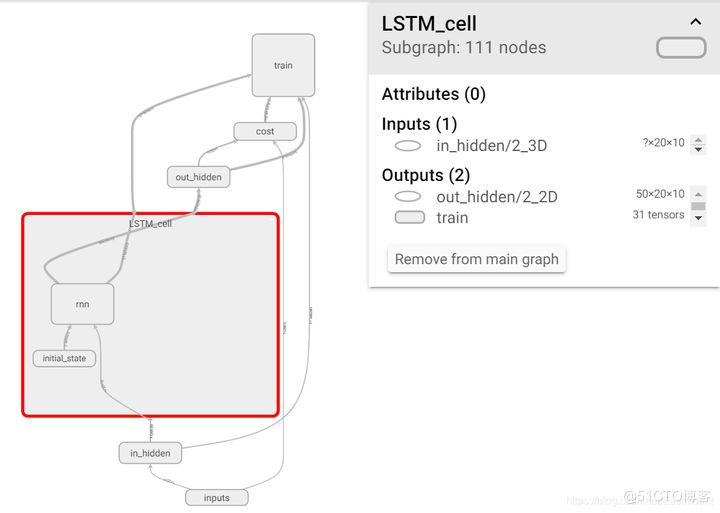 train
cost
out_hidden
LSTM_cell
rnn
initial_state
in_hidden
inputs
LSTM_cell
Subgraph: 111 nodes
Attributes (0)
Inputs (1)
in_hidden/2_3D ?×20×10
Outputs (2)
out_hidden/2_2D 50×20×10
train 31 tensors
Remove from main graph
@51CTO博客